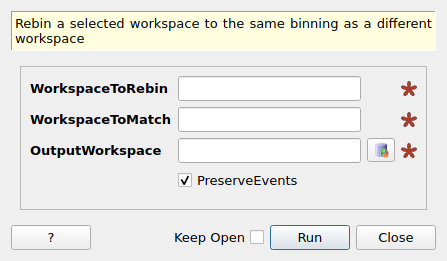 Rebin a selected workspace to the same binning as a different
workspace
WorkspaceToRebin
WorkspaceToMatch
OutputWorkspace
PreserveEvents
? Keep Open Run Close